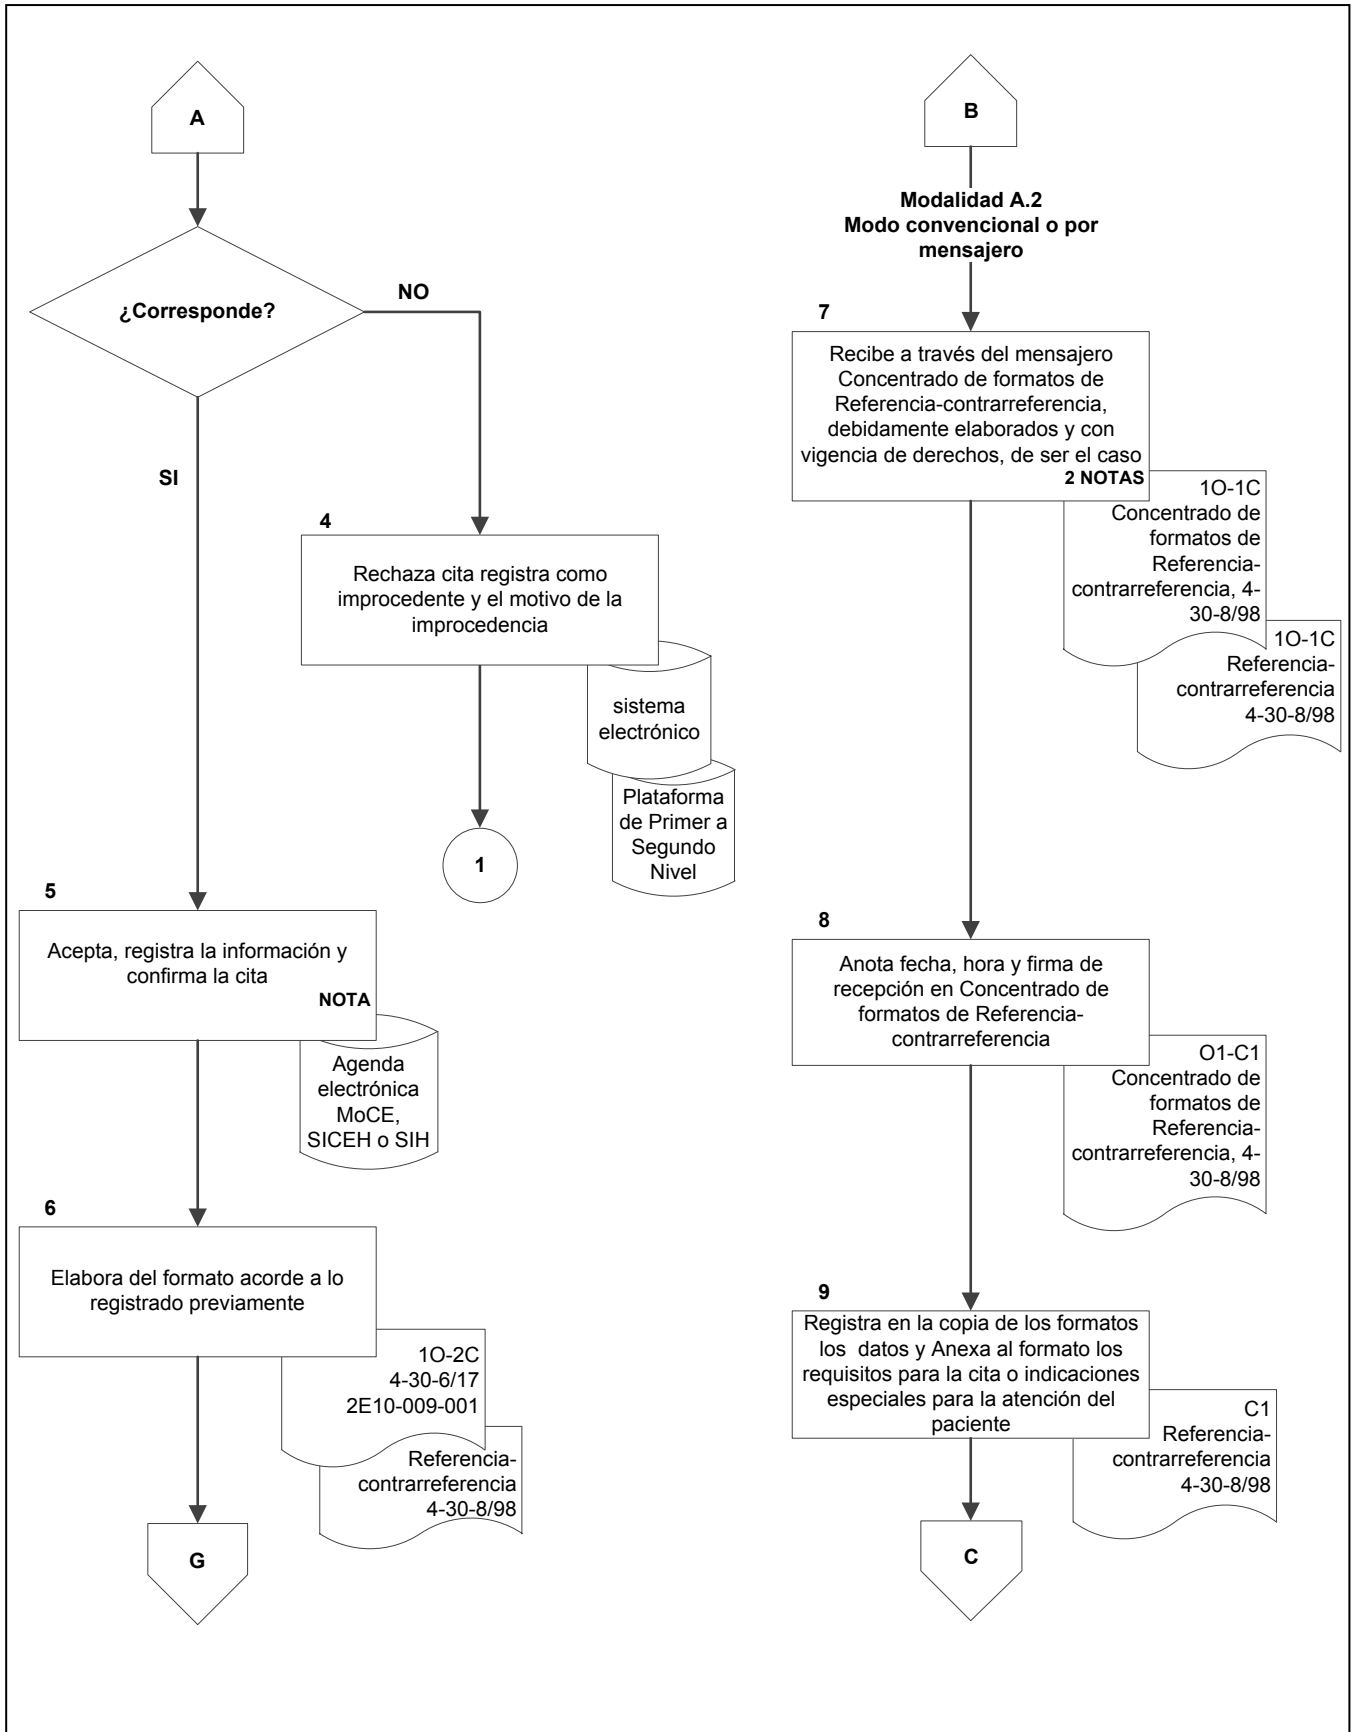 A
¿Corresponde?
NO
SI
4
Rechaza cita registra como
improcedente y el motivo de la
improcedencia
sistema
electrónico
Plataforma
de Primer a
Segundo
Nivel
1
5
Acepta, registra la información y
confirma la cita
NOTA
Agenda
electrónica
MoCE,
SICEH o SIH
6
Elabora del formato acorde a lo
registrado previamente
1O-2C
4-30-6/17
2E10-009-001
Referencia-
contrarreferencia
4-30-8/98
G
B
Modalidad A.2
Modo convencional o por
mensajero
7
Recibe a través del mensajero
Concentrado de formatos de
Referencia-contrarreferencia,
debidamente elaborados y con
vigencia de derechos, de ser el caso
2 NOTAS
1O-1C
Concentrado de
formatos de
Referencia-
contrarreferencia, 4-
30-8/98
1O-1C
Referencia-
contrarreferencia
4-30-8/98
8
Anota fecha, hora y firma de
recepción en Concentrado de
formatos de Referencia-
contrarreferencia
O1-C1
Concentrado de
formatos de
Referencia-
contrarreferencia, 4-
30-8/98
9
Registra en la copia de los formatos
los datos y Anexa al formato los
requisitos para la cita o indicaciones
especiales para la atención del
paciente
C1
Referencia-
contrarreferencia
4-30-8/98
C